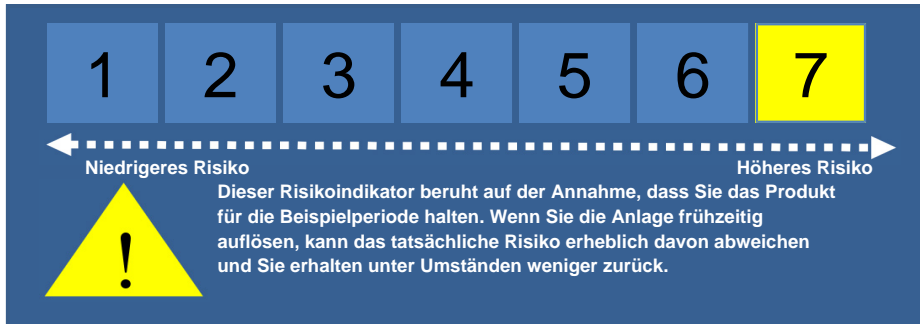 1 2 3 4 5 6 7
Niedrigeres Risiko Höheres Risiko
Dieser Risikoindikator beruht auf der Annahme, dass Sie das Produkt
für die Beispielperiode halten. Wenn Sie die Anlage frühzeitig
auflösen, kann das tatsächliche Risiko erheblich davon abweichen
und Sie erhalten unter Umständen weniger zurück.
!